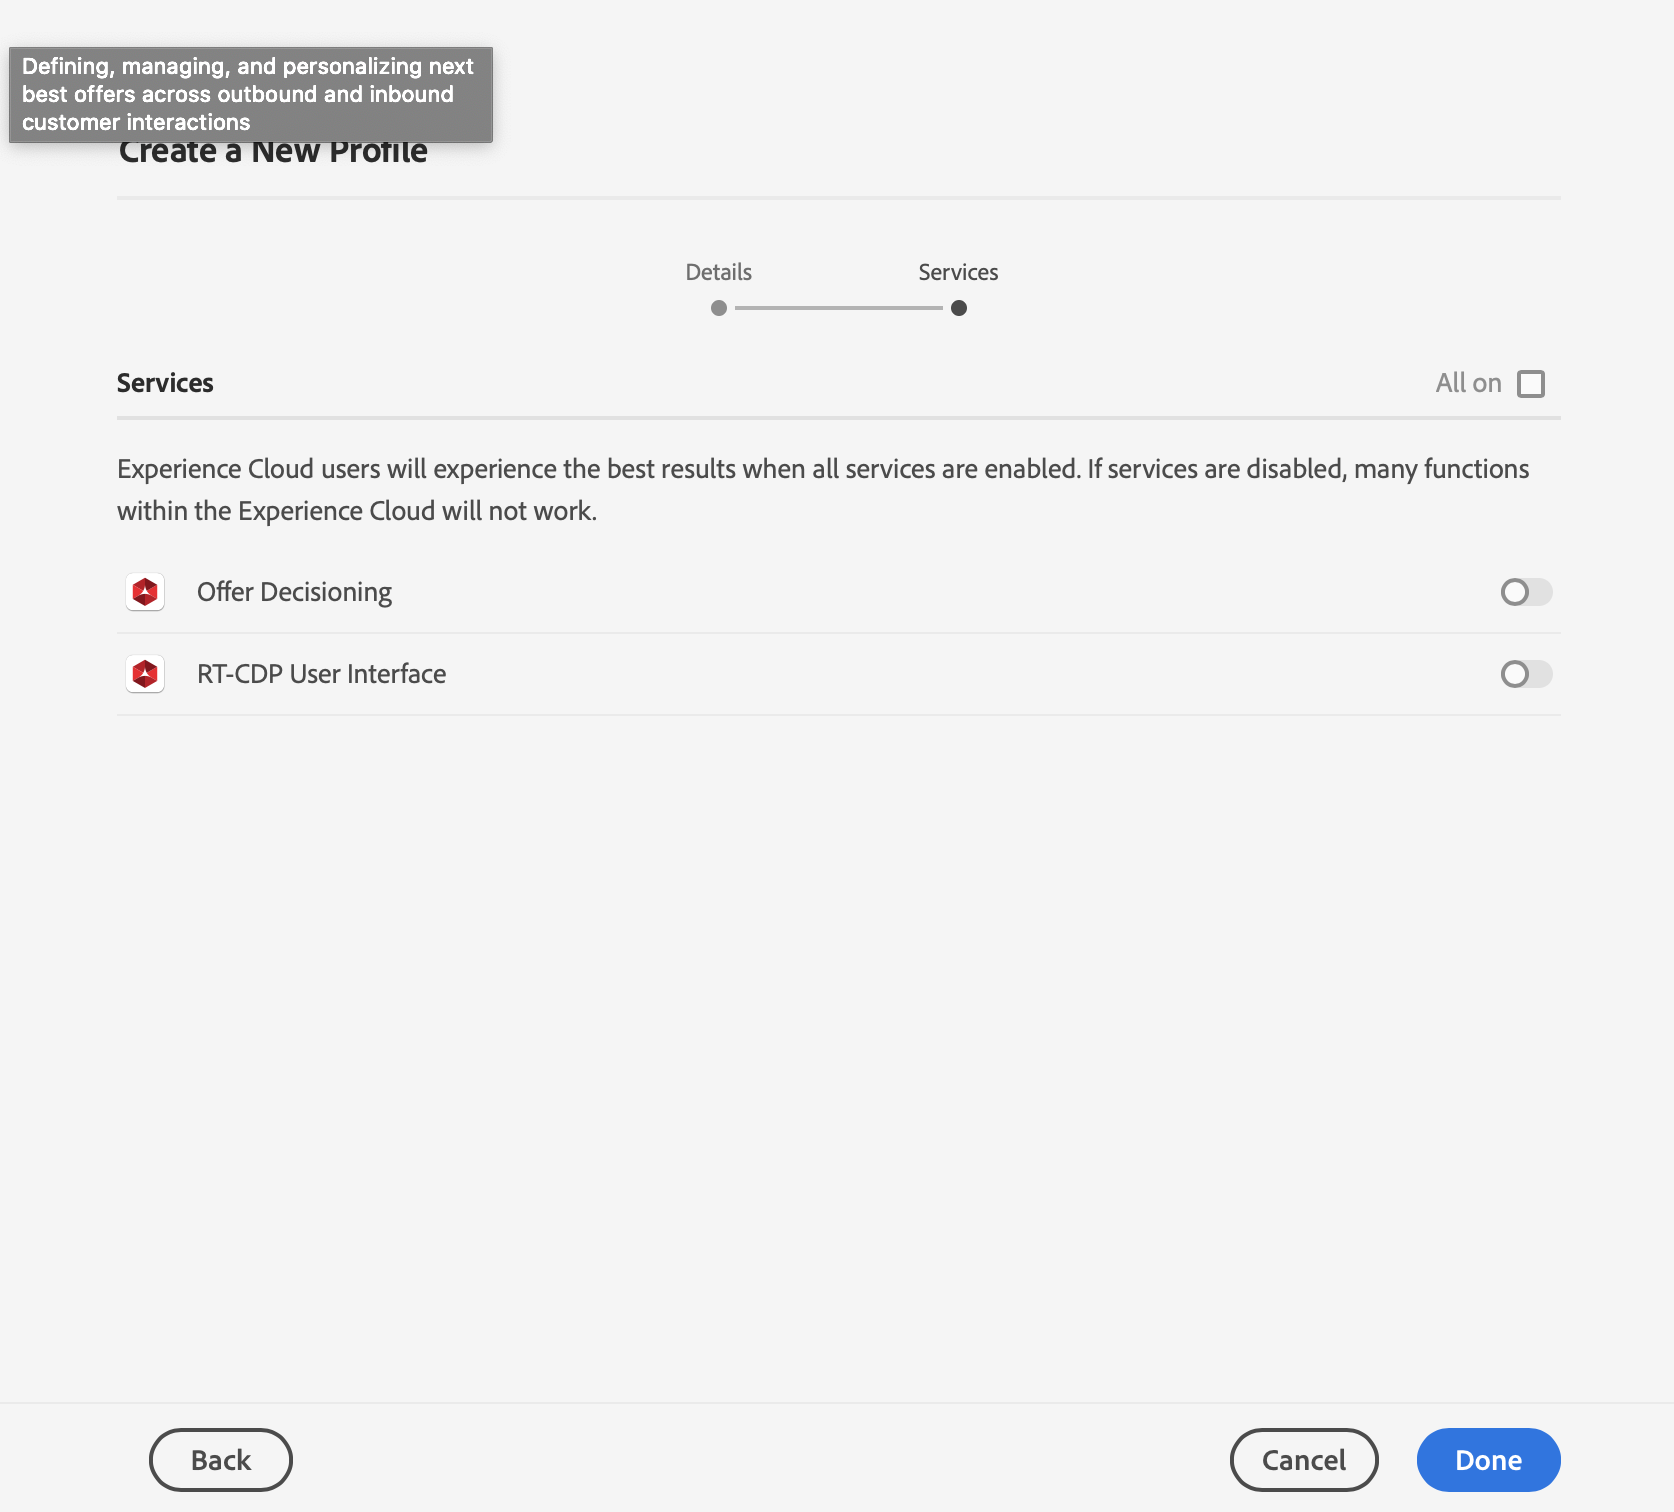 Defining, managing, and personalizing next
best offers across outbound and inbound
customer interactions
Create a New Profile
Details
Services
Services
All on
Experience Cloud users will experience the best results when all services are enabled. If services are disabled, many functions
within the Experience Cloud will not work.
Offer Decisioning
RT-CDP User Interface
Back
Cancel
Done